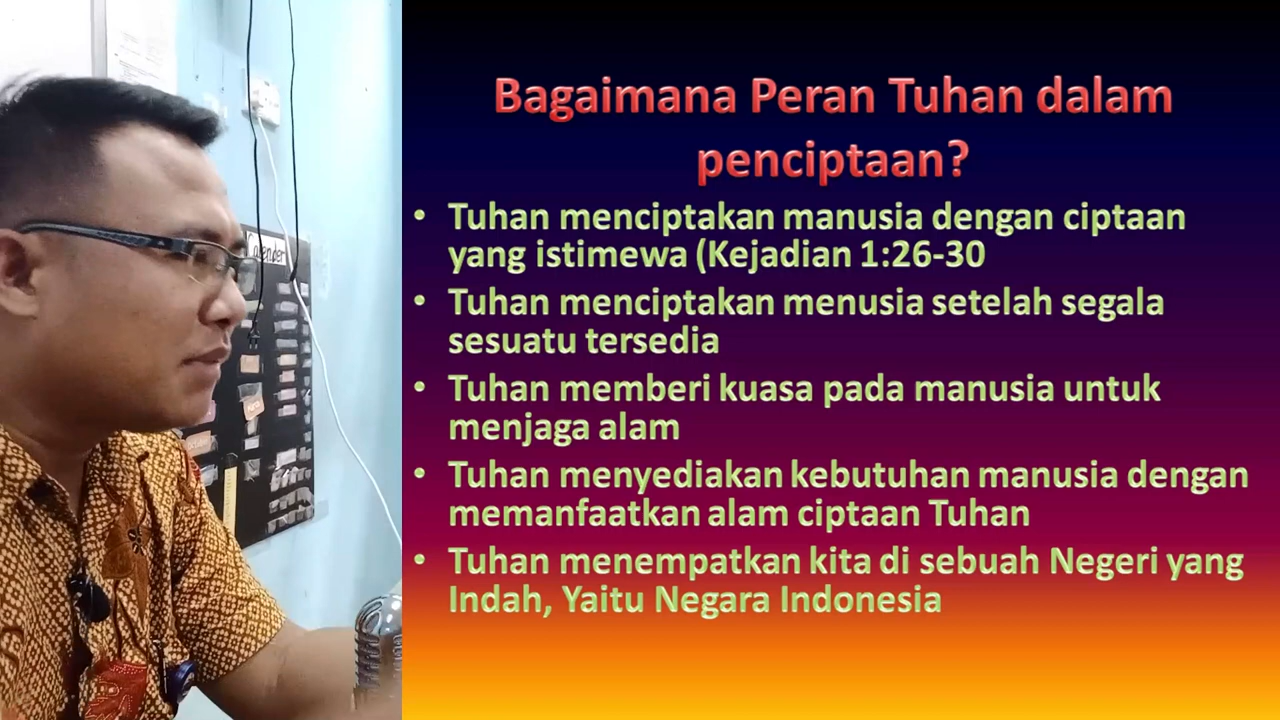 Bagaimana Peran Tuhan dalam
penciptaan?
• Tuhan menciptakan manusia dengan ciptaan
yang istimewa (Kejadian 1:26-30
• Tuhan menciptakan menusia setelah segala
sesuatu tersedia
• Tuhan memberi kuasa pada manusia untuk
menjaga alam
• Tuhan menyediakan kebutuhan manusia dengan
memanfaatkan alam ciptaan Tuhan
• Tuhan menempatkan kita di sebuah Negeri yang
Indah, Yaitu Negara Indonesia
Calender